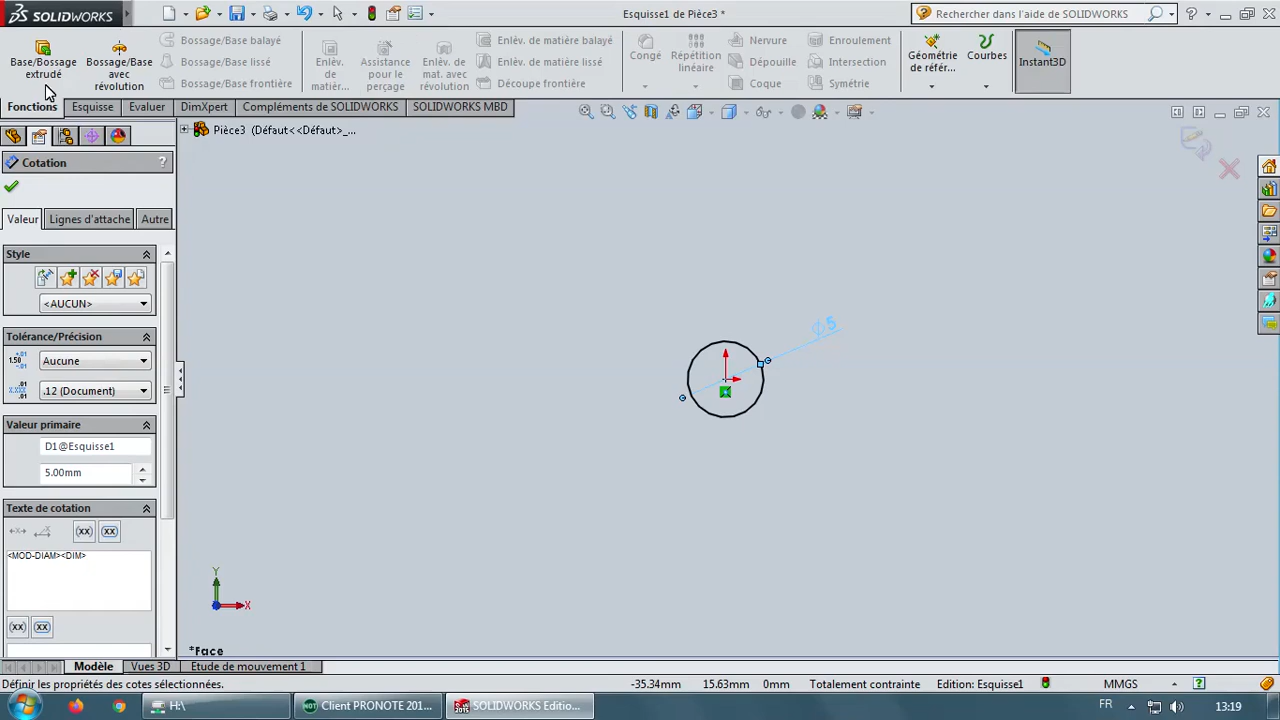 SOLIDWORKS
Esquisse1 de Pièce3 *
Rechercher dans l'aide de SOLIDWORKS
Base/Bossage extrudé
Bossage/Base avec révolution
Bossage/Base balayé
Bossage/Base lissé
Bossage/Base frontière
Enlèv. de matièr...
Assistance pour le perçage
Enlèv. de mat. avec révolution
Enlèv. de matière balayé
Enlèv. de matière lissé
Découpe frontière
Congé
Répétition linéaire
Nervure
Dépouille
Coque
Enroulement
Intersection
Symétrie
Géométrie de référ...
Courbes
Instant3D
Fonctions
Esquisse
Evaluer
DimXpert
Compléments de SOLIDWORKS
SOLIDWORKS MBD
Pièce3 (Défaut<<Défaut>_...
Cotation
?
Valeur
Lignes d'attache
Autre
Style
<AUCUN>
Tolérance/Précision
Aucune
.12 (Document)
Valeur primaire
D1@Esquisse1
5.00mm
Texte de cotation
(xx) (xx)
<MOD-DIAM><DIM>
(xx) (xx)
∅5
Y
X
*Face
Modèle
Vues 3D
Etude de mouvement 1
Définir les propriétés des cotes sélectionnées.
-35.34mm
15.63mm
0mm
Totalement contrainte
Edition: Esquisse1
MMGS
?
H:\
Client PRONOTE 201...
SOLIDWORKS Editio...
FR
13:19